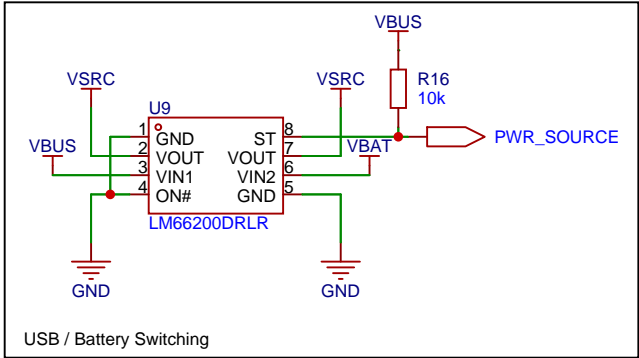 VBUS
VSRC
VSRC
R16
10k
U9
1 GND ST 8
PWR_SOURCE
VBUS
2 VOUT VOUT 7
VBAT
3 VIN1 VIN2 6
4 ON# GND 5
LM66200DRLR
GND
GND
USB / Battery Switching